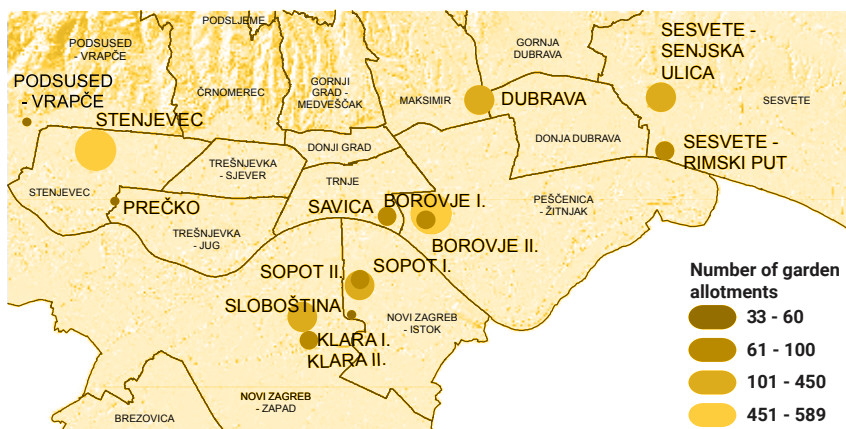 PODSLJEME
PODSUSED
- VRAPČE
GORNJA
DUBRAVA
SESVETE -
SENJSKA
ULICA
PODSUSED
- VRAPČE
ČRNOMEREC
GORNJI
GRAD -
MEDVEŠČAK
MAKSIMIR
DUBRAVA
SESVETE
STENJEVEC
DONJI GRAD
DONJA DUBRAVA
SESVETE -
RIMSKI PUT
TREŠNJEVKA
- SJEVER
TRNJE
STENJEVEC
PREČKO
SAVICA
BOROVJE I.
PEŠČENICA
- ŽITNJAK
TREŠNJEVKA
- JUG
BOROVJE II.
SOPOT II.
SOPOT I.
SLOBOŠTINA
NOVI ZAGREB
- ISTOK
KLARA I.
KLARA II.
NOVI ZAGREB
- ZAPAD
BREZOVICA
Number of garden
allotments
33 - 60
61 - 100
101 - 450
451 - 589